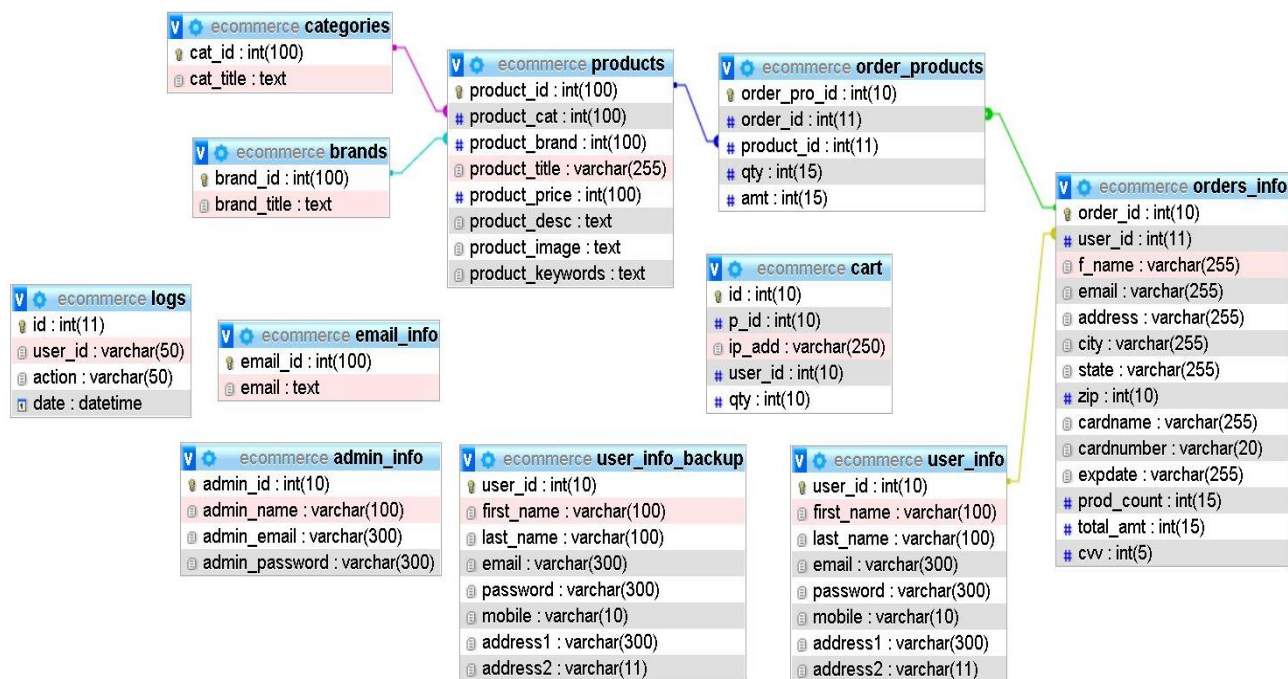 V ecommerce categories
cat_id : int(100)
cat_title : text
V ecommerce brands
brand_id : int(100)
brand_title : text
V ecommerce products
product_id : int(100)
# product_cat : int(100)
# product_brand : int(100)
product_title : varchar(255)
# product_price : int(100)
product_desc : text
product_image : text
product_keywords : text
V ecommerce order_products
order_pro_id : int(10)
# order_id : int(11)
# product_id : int(11)
# qty : int(15)
# amt : int(15)
V ecommerce orders_info
order_id : int(10)
# user_id : int(11)
f_name : varchar(255)
email : varchar(255)
address : varchar(255)
city : varchar(255)
state : varchar(255)
# zip : int(10)
cardname : varchar(255)
cardnumber : varchar(20)
expdate : varchar(255)
# prod_count : int(15)
# total_amt : int(15)
# cvv : int(5)
V ecommerce logs
id : int(11)
user_id : varchar(50)
action : varchar(50)
date : datetime
V ecommerce email_info
email_id : int(100)
email : text
V ecommerce cart
id : int(10)
# p_id : int(10)
ip_add : varchar(250)
# user_id : int(10)
# qty : int(10)
V ecommerce admin_info
admin_id : int(10)
admin_name : varchar(100)
admin_email : varchar(300)
admin_password : varchar(300)
V ecommerce user_info_backup
user_id : int(10)
first_name : varchar(100)
last_name : varchar(100)
email : varchar(300)
password : varchar(300)
mobile : varchar(10)
address1 : varchar(300)
address2 : varchar(11)
V ecommerce user_info
user_id : int(10)
first_name : varchar(100)
last_name : varchar(100)
email : varchar(300)
password : varchar(300)
mobile : varchar(10)
address1 : varchar(300)
address2 : varchar(11)